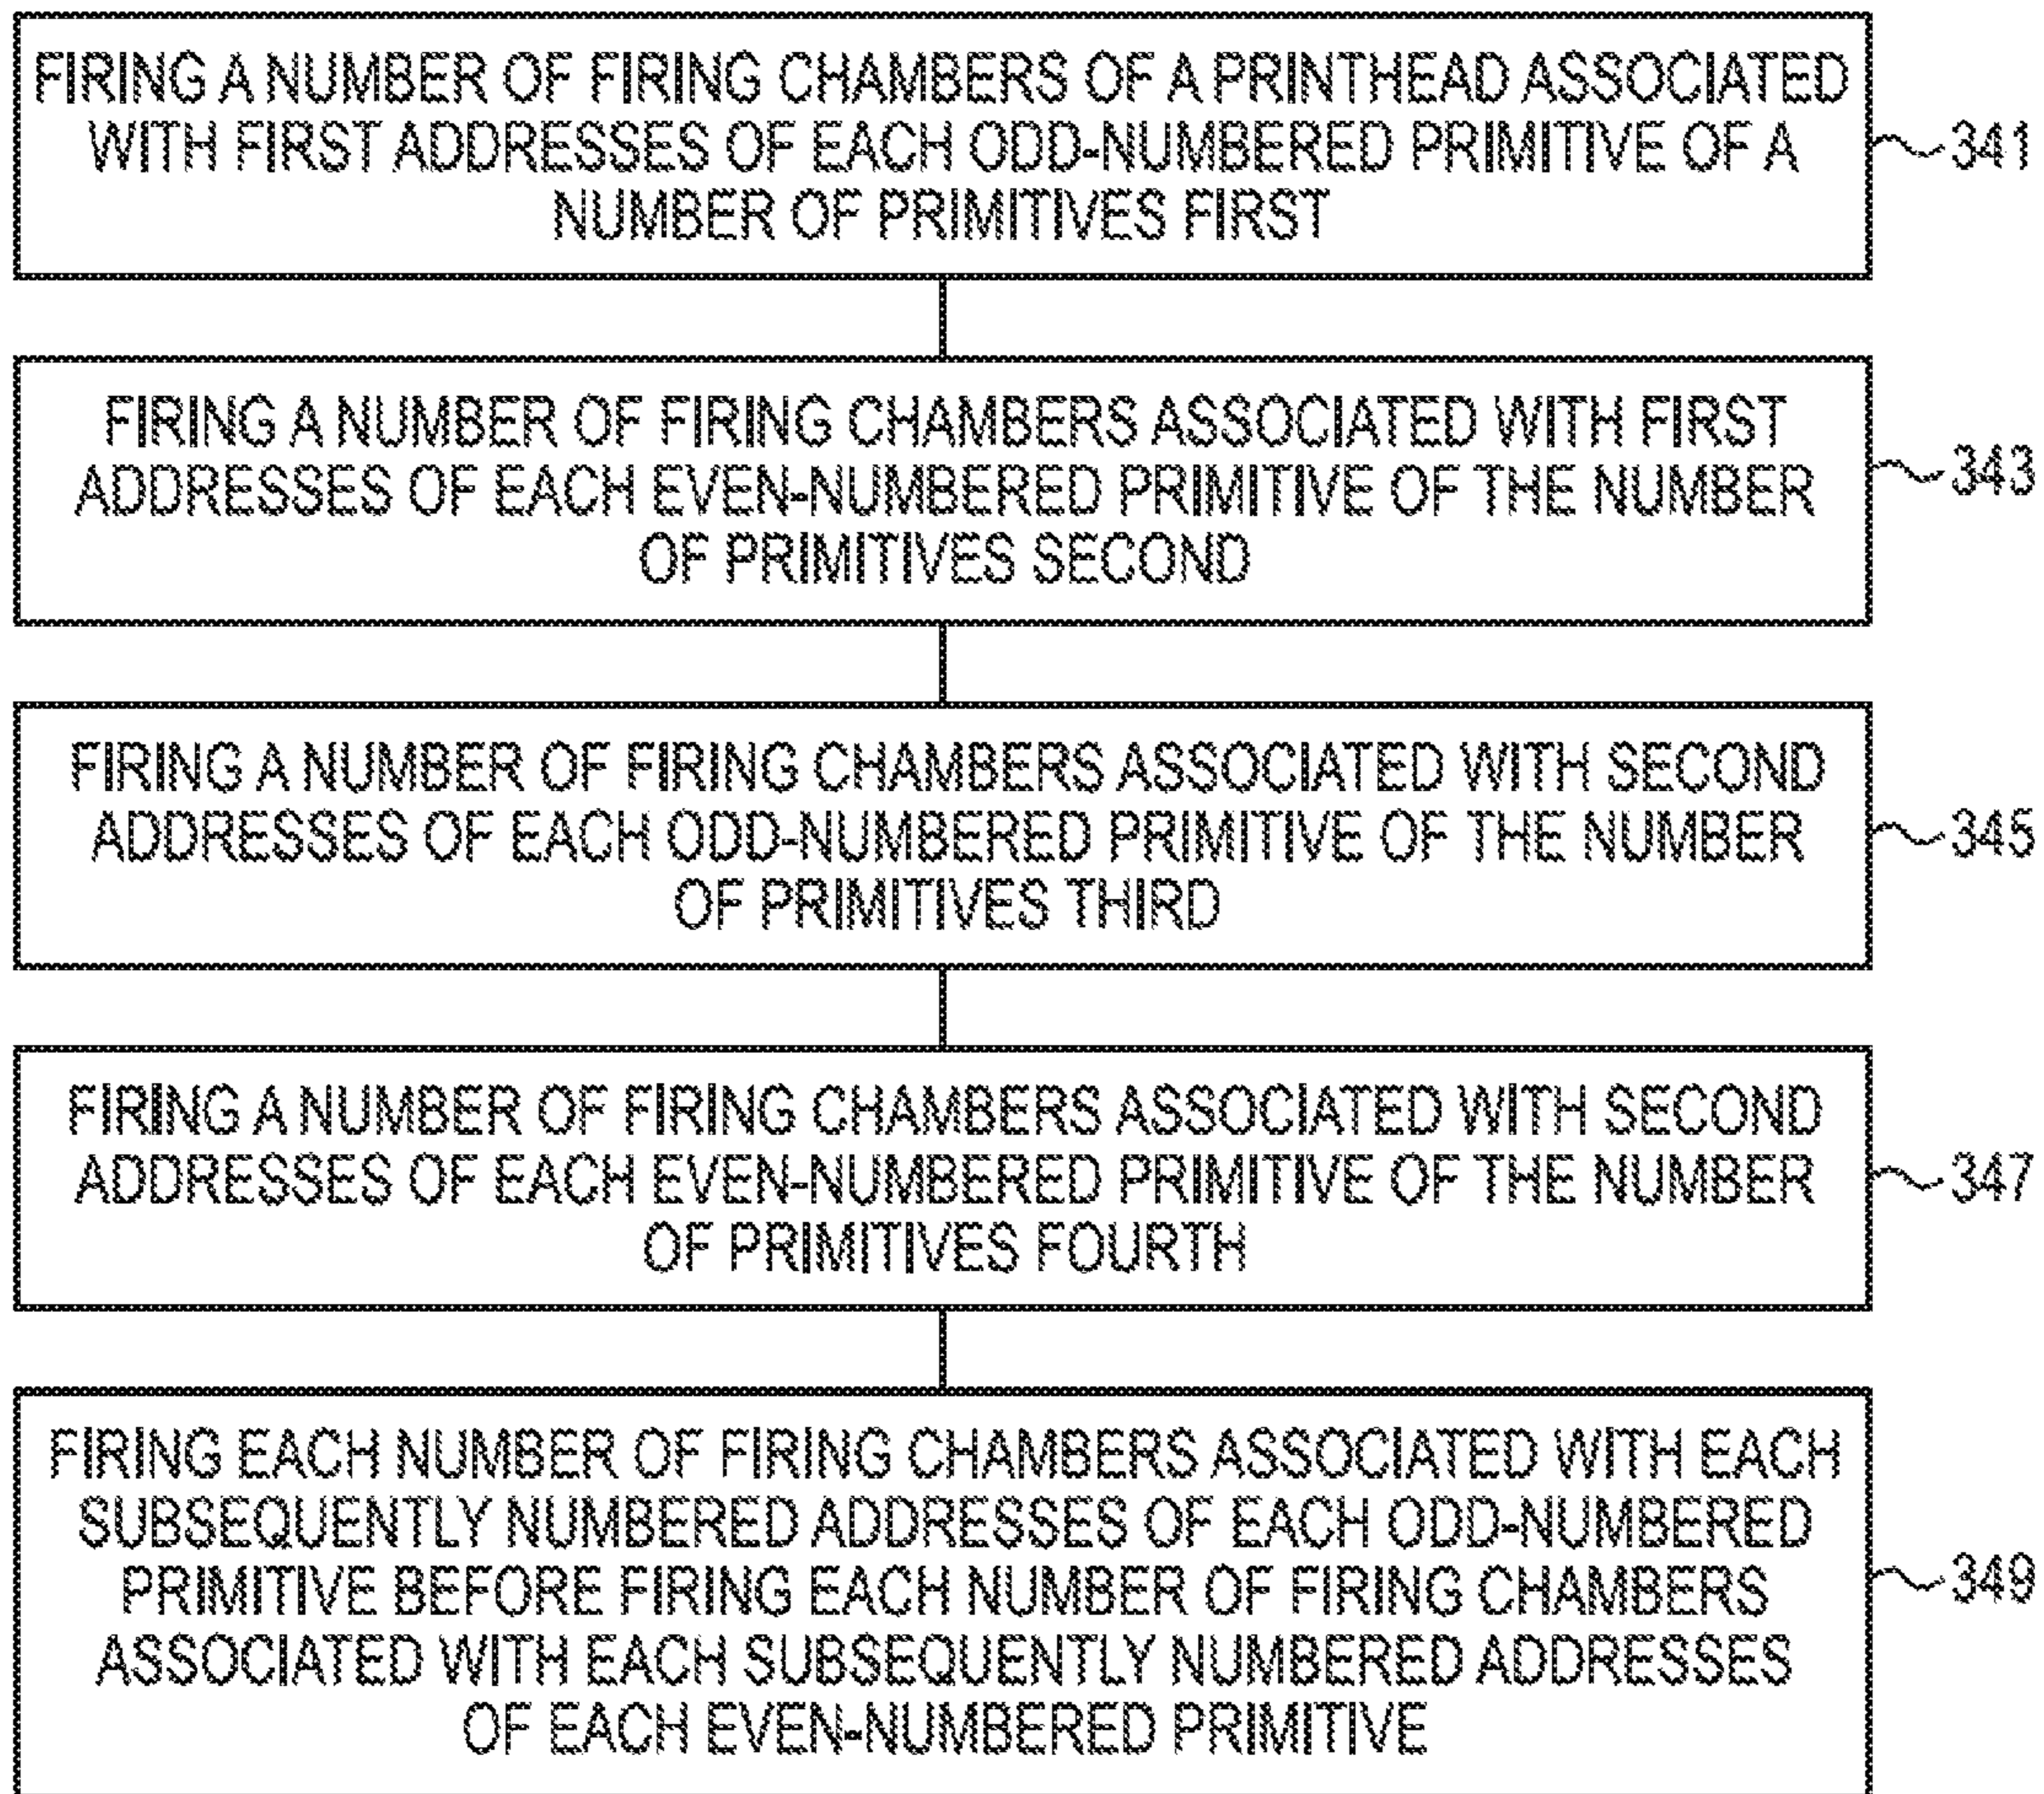 FIRING A NUMBER OF FIRING CHAMBERS OF A PRINTHEAD ASSOCIATED
WITH FIRST ADDRESSES OF EACH ODD-NUMBERED PRIMITIVE OF A
NUMBER OF PRIMITIVES FIRST
341
FIRING A NUMBER OF FIRING CHAMBERS ASSOCIATED WITH FIRST
ADDRESSES OF EACH EVEN-NUMBERED PRIMITIVE OF THE NUMBER
OF PRIMITIVES SECOND
343
FIRING A NUMBER OF FIRING CHAMBERS ASSOCIATED WITH SECOND
ADDRESSES OF EACH ODD-NUMBERED PRIMITIVE OF THE NUMBER
OF PRIMITIVES THIRD
345
FIRING A NUMBER OF FIRING CHAMBERS ASSOCIATED WITH SECOND
ADDRESSES OF EACH EVEN-NUMBERED PRIMITIVE OF THE NUMBER
OF PRIMITIVES FOURTH
347
FIRING EACH NUMBER OF FIRING CHAMBERS ASSOCIATED WITH EACH
SUBSEQUENTLY NUMBERED ADDRESSES OF EACH ODD-NUMBERED
PRIMITIVE BEFORE FIRING EACH NUMBER OF FIRING CHAMBERS
ASSOCIATED WITH EACH SUBSEQUENTLY NUMBERED ADDRESSES
OF EACH EVEN-NUMBERED PRIMITIVE
349